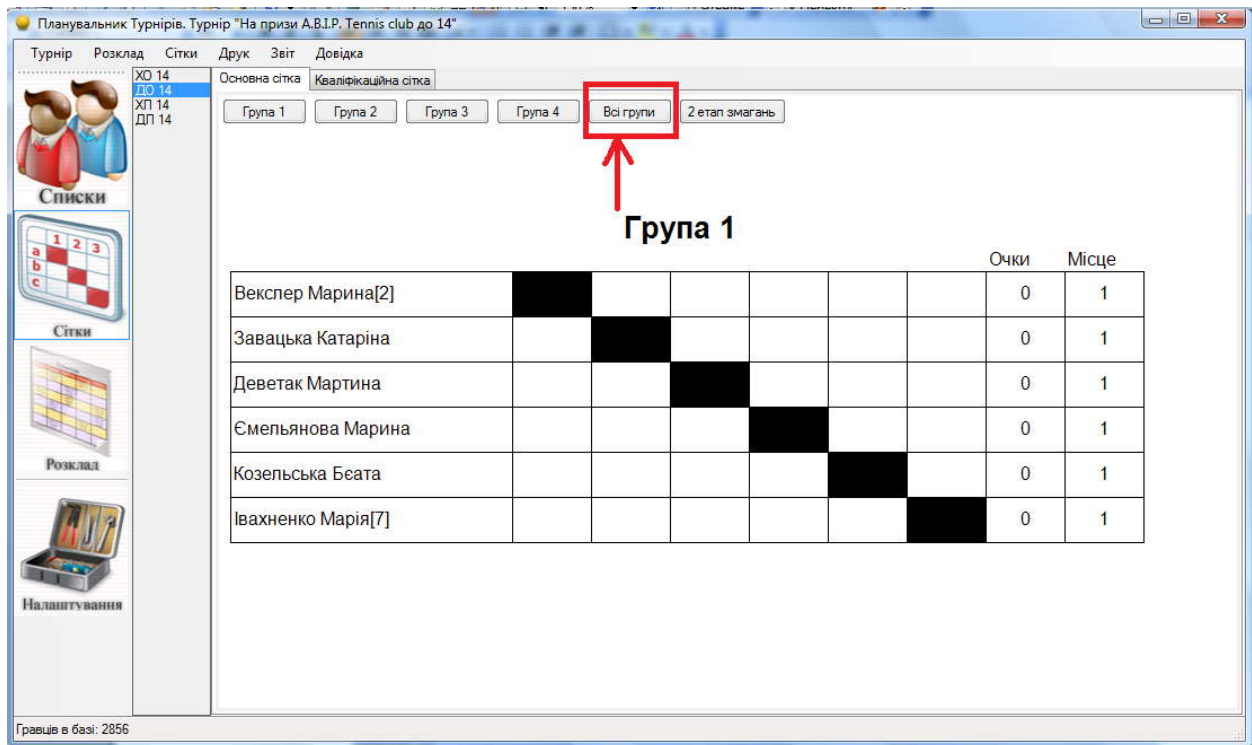 Планувальник Турнірів. Турнір "На призи A.B.I.P. Tennis club до 14"
Турнір Розклад Сітки Друк Звіт Довідка
ХО 14
ДО 14
ХП 14
ДП 14
Основна сітка Кваліфікаційна сітка
Група 1 Група 2 Група 3 Група 4 Всі групи 2 етап змагань
Списки
1 2 3
a
b
c
Сітки
Розклад
Налаштування
Група 1
Очки Місце
Векслер Марина[2] 0 1
Завацька Катаріна 0 1
Деветак Мартина 0 1
Ємельянова Марина 0 1
Козельська Беата 0 1
Івахненко Марія[7] 0 1
Гравців в базі: 2856